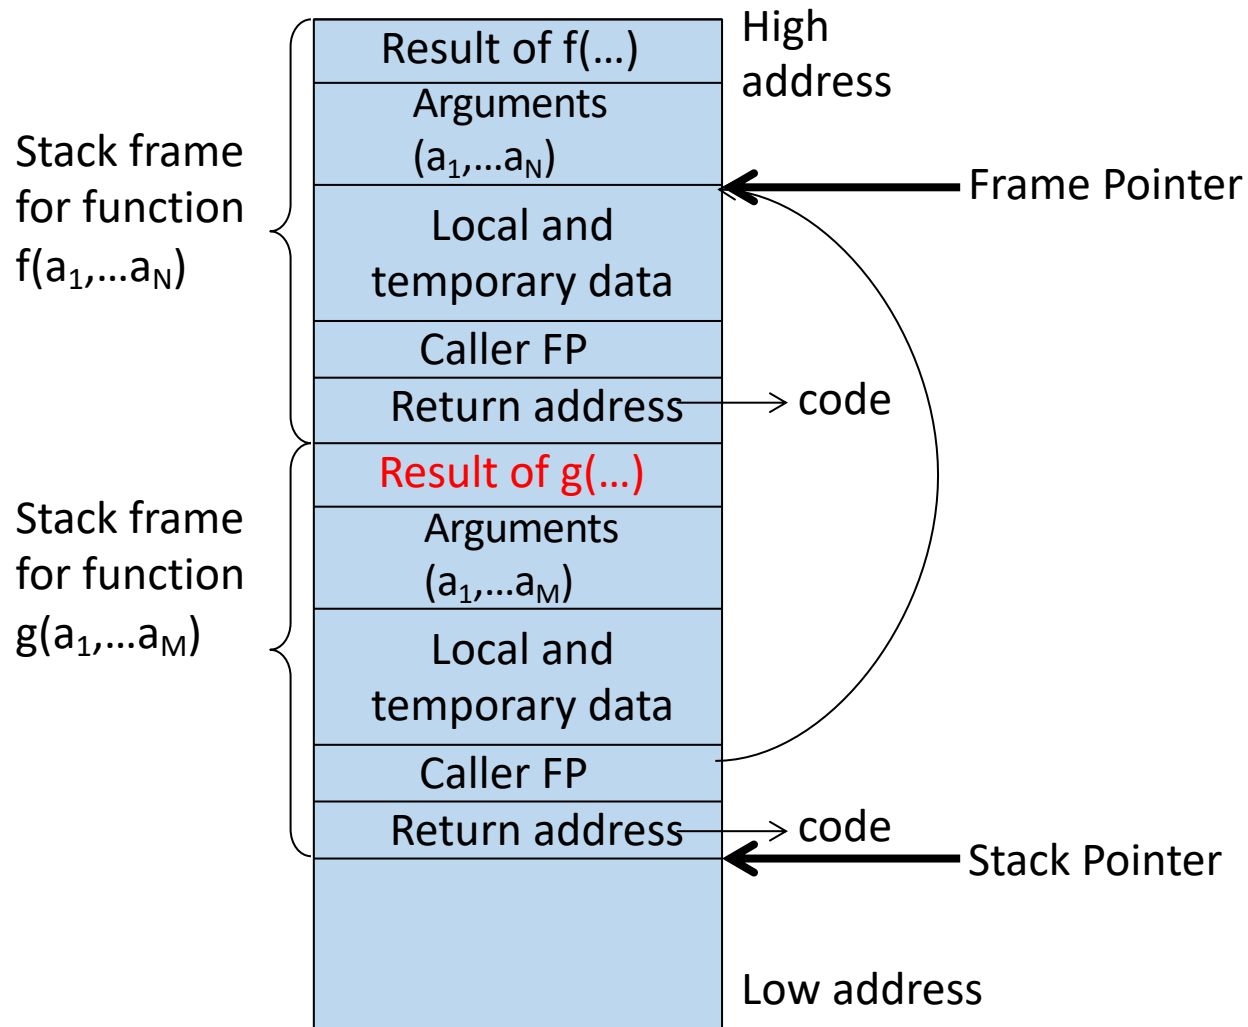 High
address
Result of f(…)
Arguments
(a₁,…aN)
Stack frame
for function
f(a₁,…aN)
Frame Pointer
Local and
temporary data
Caller FP
Return address
code
Result of g(…)
Stack frame
for function
g(a₁,…aM)
Arguments
(a₁,…aM)
Local and
temporary data
Caller FP
Return address
code
Stack Pointer
Low address